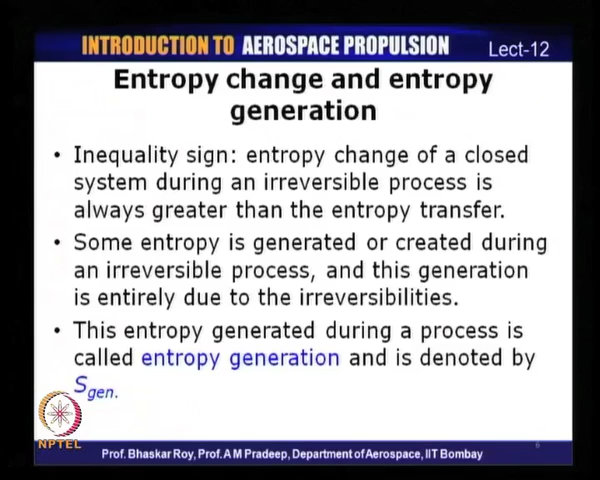 INTRODUCTION TO AEROSPACE PROPULSION Lect-12
Entropy change and entropy
generation
• Inequality sign: entropy change of a closed
system during an irreversible process is
always greater than the entropy transfer.
• Some entropy is generated or created during
an irreversible process, and this generation
is entirely due to the irreversibilities.
• This entropy generated during a process is
called entropy generation and is denoted by
Sgen.
NPTEL
Prof. Bhaskar Roy, Prof. A M Pradeep, Department of Aerospace, IIT Bombay